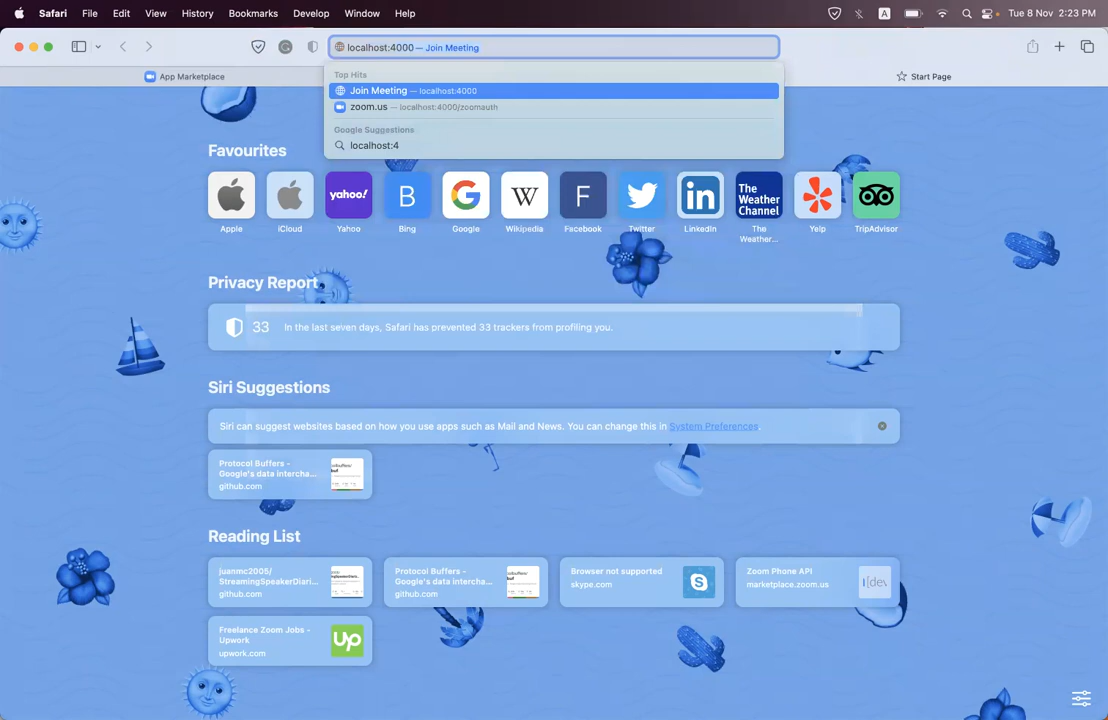 Safari File Edit View History Bookmarks Develop Window Help A Tue 8 Nov 2:23 PM
localhost:4000 — Join Meeting
App Marketplace
Start Page
Top Hits
Join Meeting — localhost:4000
zoom.us — localhost:4000/zoomauth
Google Suggestions
localhost:4
Favourites
yahoo! B G W F in The Weather Channel
Apple iCloud Yahoo Bing Google Wikipedia Facebook Twitter LinkedIn The Weather... Yelp TripAdvisor
Privacy Report
33 In the last seven days, Safari has prevented 33 trackers from profiling you.
Siri Suggestions
Siri can suggest websites based on how you use apps such as Mail and News. You can change this in System Preferences.
Protocol Buffers -
Google's data intercha...
github.com
Reading List
juanmc2005/
StreamingSpeakerDiari...
github.com
Protocol Buffers -
Google's data intercha...
github.com
Browser not supported
skype.com
Zoom Phone API
marketplace.zoom.us
Freelance Zoom Jobs -
Upwork
upwork.com
Up